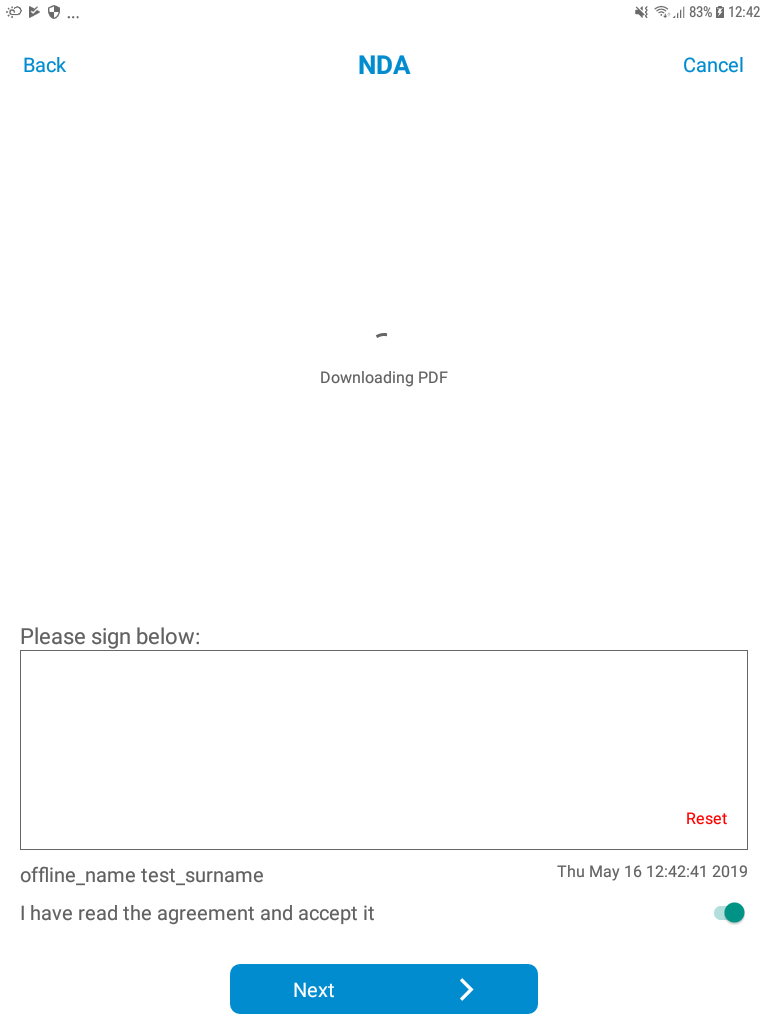 ... 83% 12:42
Back NDA Cancel
Downloading PDF
Please sign below:
Reset
offline_name test_surname Thu May 16 12:42:41 2019
I have read the agreement and accept it
Next